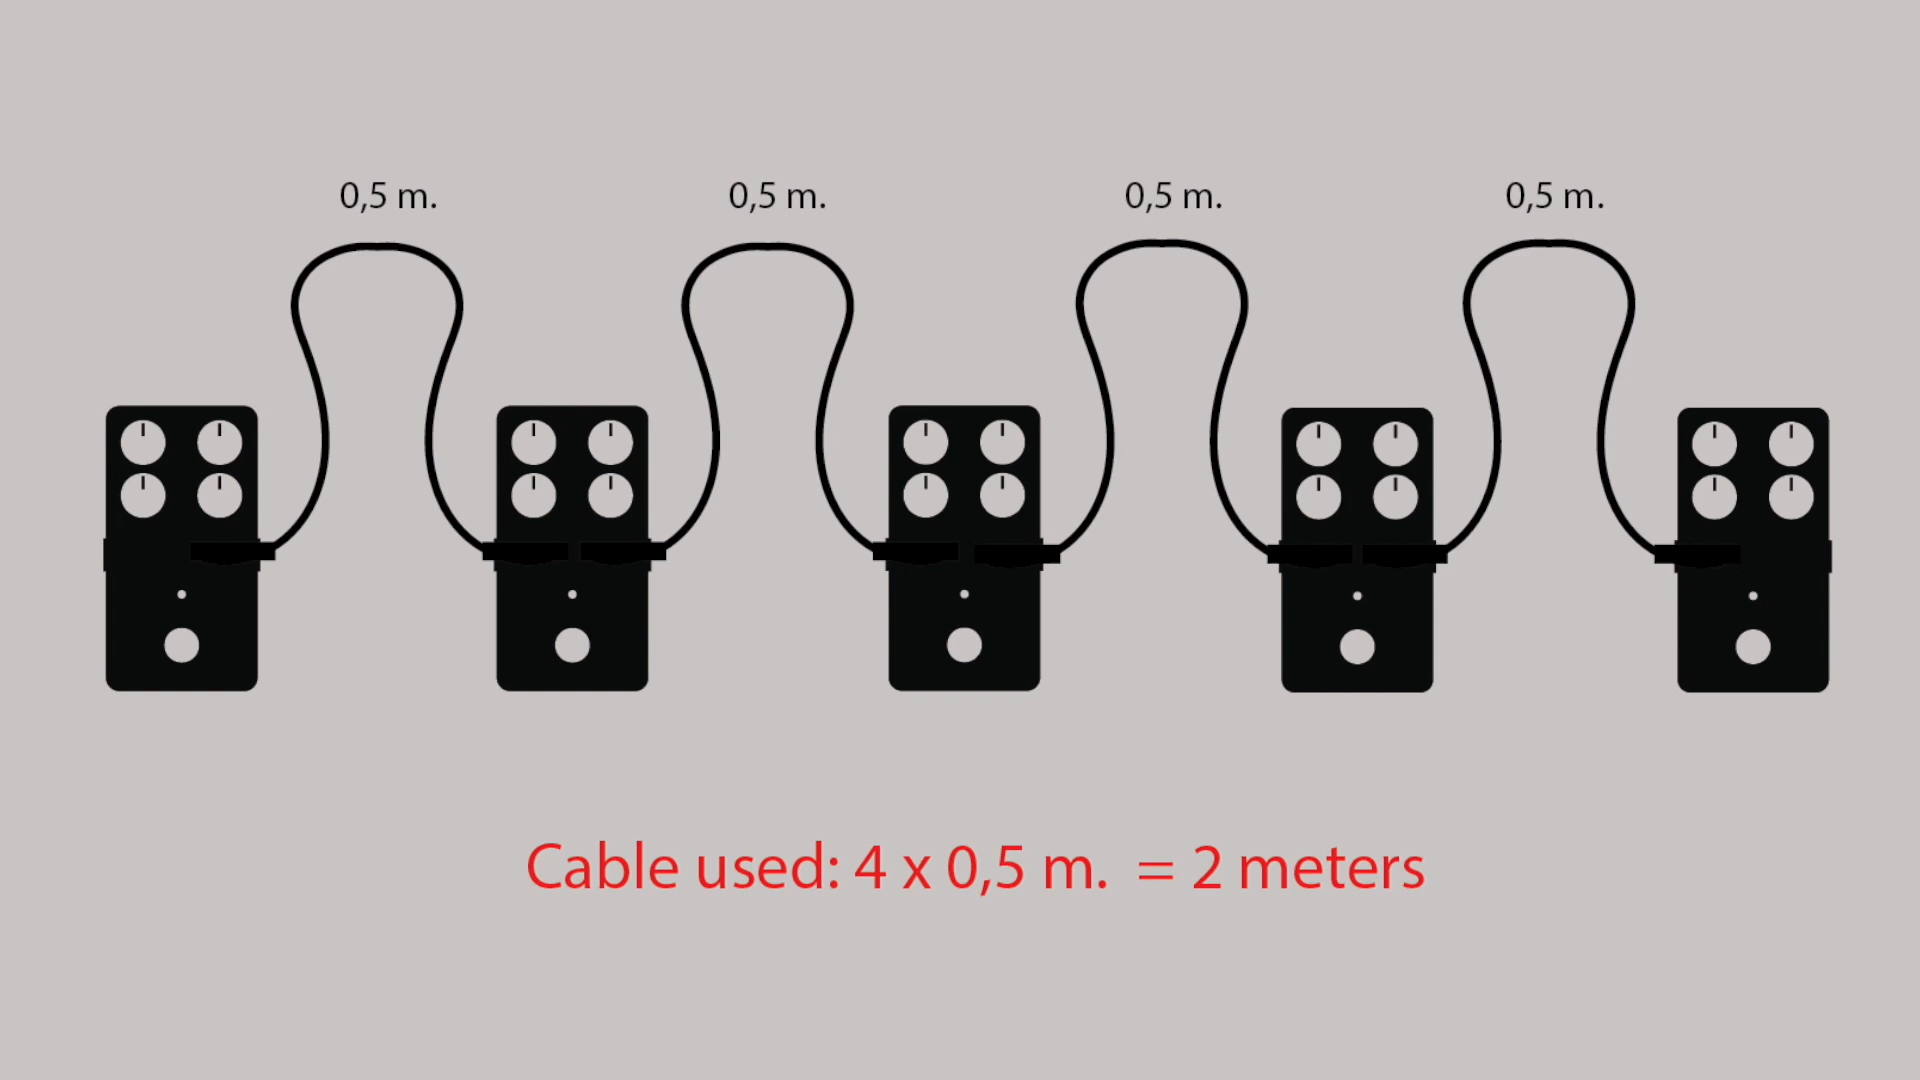 0,5 m. 0,5 m. 0,5 m. 0,5 m.
Cable used: 4 x 0,5 m. = 2 meters